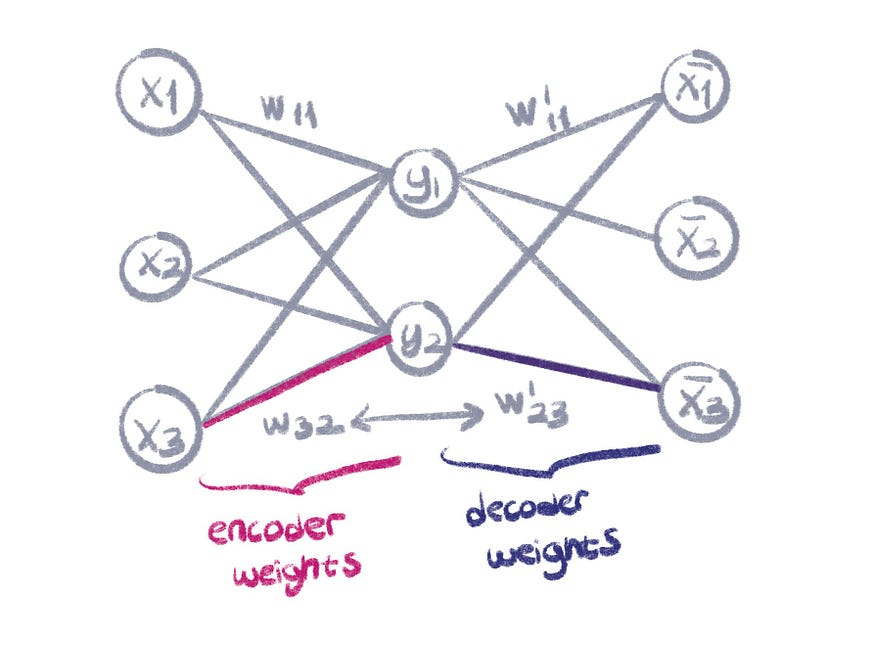 x1
w11
w'11
x̄1
y1
x2
x̄2
y2
x3
w32
w'23
x̄3
encoder
weights
decoder
weights